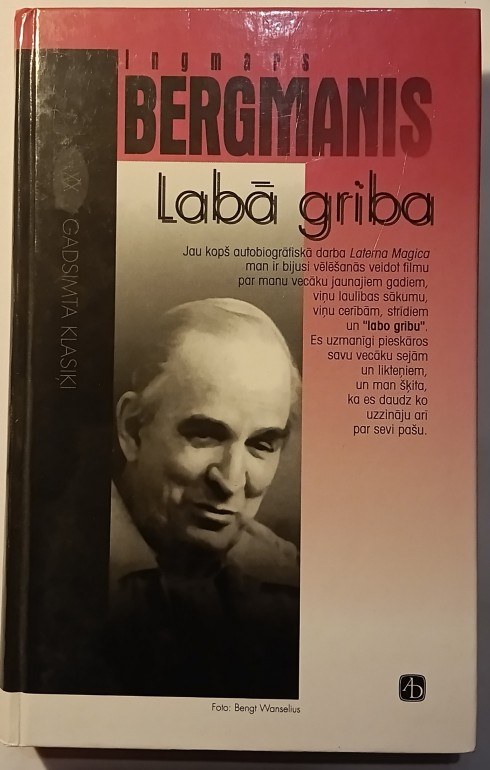 Ingmars
BERGMANIS
Labā griba
XX GADSIMTA KLASIĶI
Jau kopš autobiogrāfiskā darba Laterna Magica
man ir bijusi vēlēšanās veidot filmu
par manu vecāku jaunajiem gadiem,
viņu laulības sākumu,
viņu cerībām, strīdiem
un "labo gribu".
Es uzmanīgi pieskāros
savu vecāku sejām
un likteņiem,
un man šķita,
ka es daudz ko
uzzināju arī
par sevi pašu.
AD
Foto: Bengt Wanselius